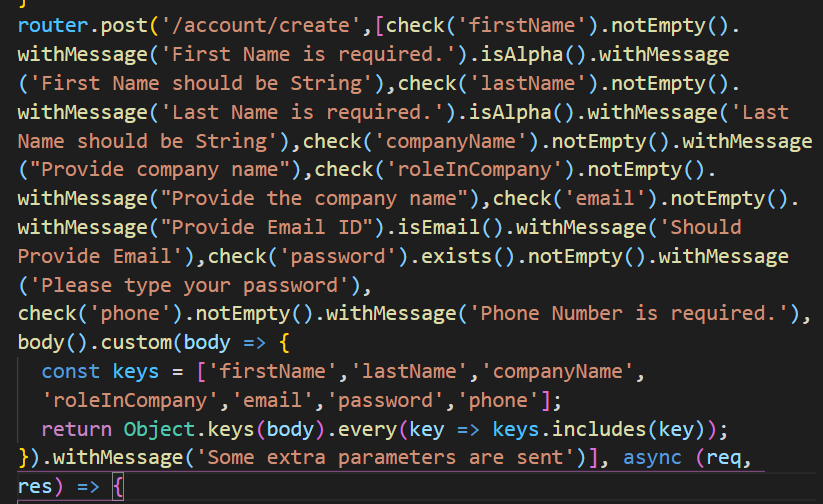 }
router.post('/account/create',[check('firstName').notEmpty().
withMessage('First Name is required.').isAlpha().withMessage
('First Name should be String'),check('lastName').notEmpty().
withMessage('Last Name is required.').isAlpha().withMessage('Last
Name should be String'),check('companyName').notEmpty().withMessage
("Provide company name"),check('roleInCompany').notEmpty().
withMessage("Provide the company name"),check('email').notEmpty().
withMessage("Provide Email ID").isEmail().withMessage('Should
Provide Email'),check('password').exists().notEmpty().withMessage
('Please type your password'),
check('phone').notEmpty().withMessage('Phone Number is required.'),
body().custom(body => {
const keys = ['firstName','lastName','companyName',
'roleInCompany','email','password','phone'];
return Object.keys(body).every(key => keys.includes(key));
}).withMessage('Some extra parameters are sent')], async (req,
res) => {